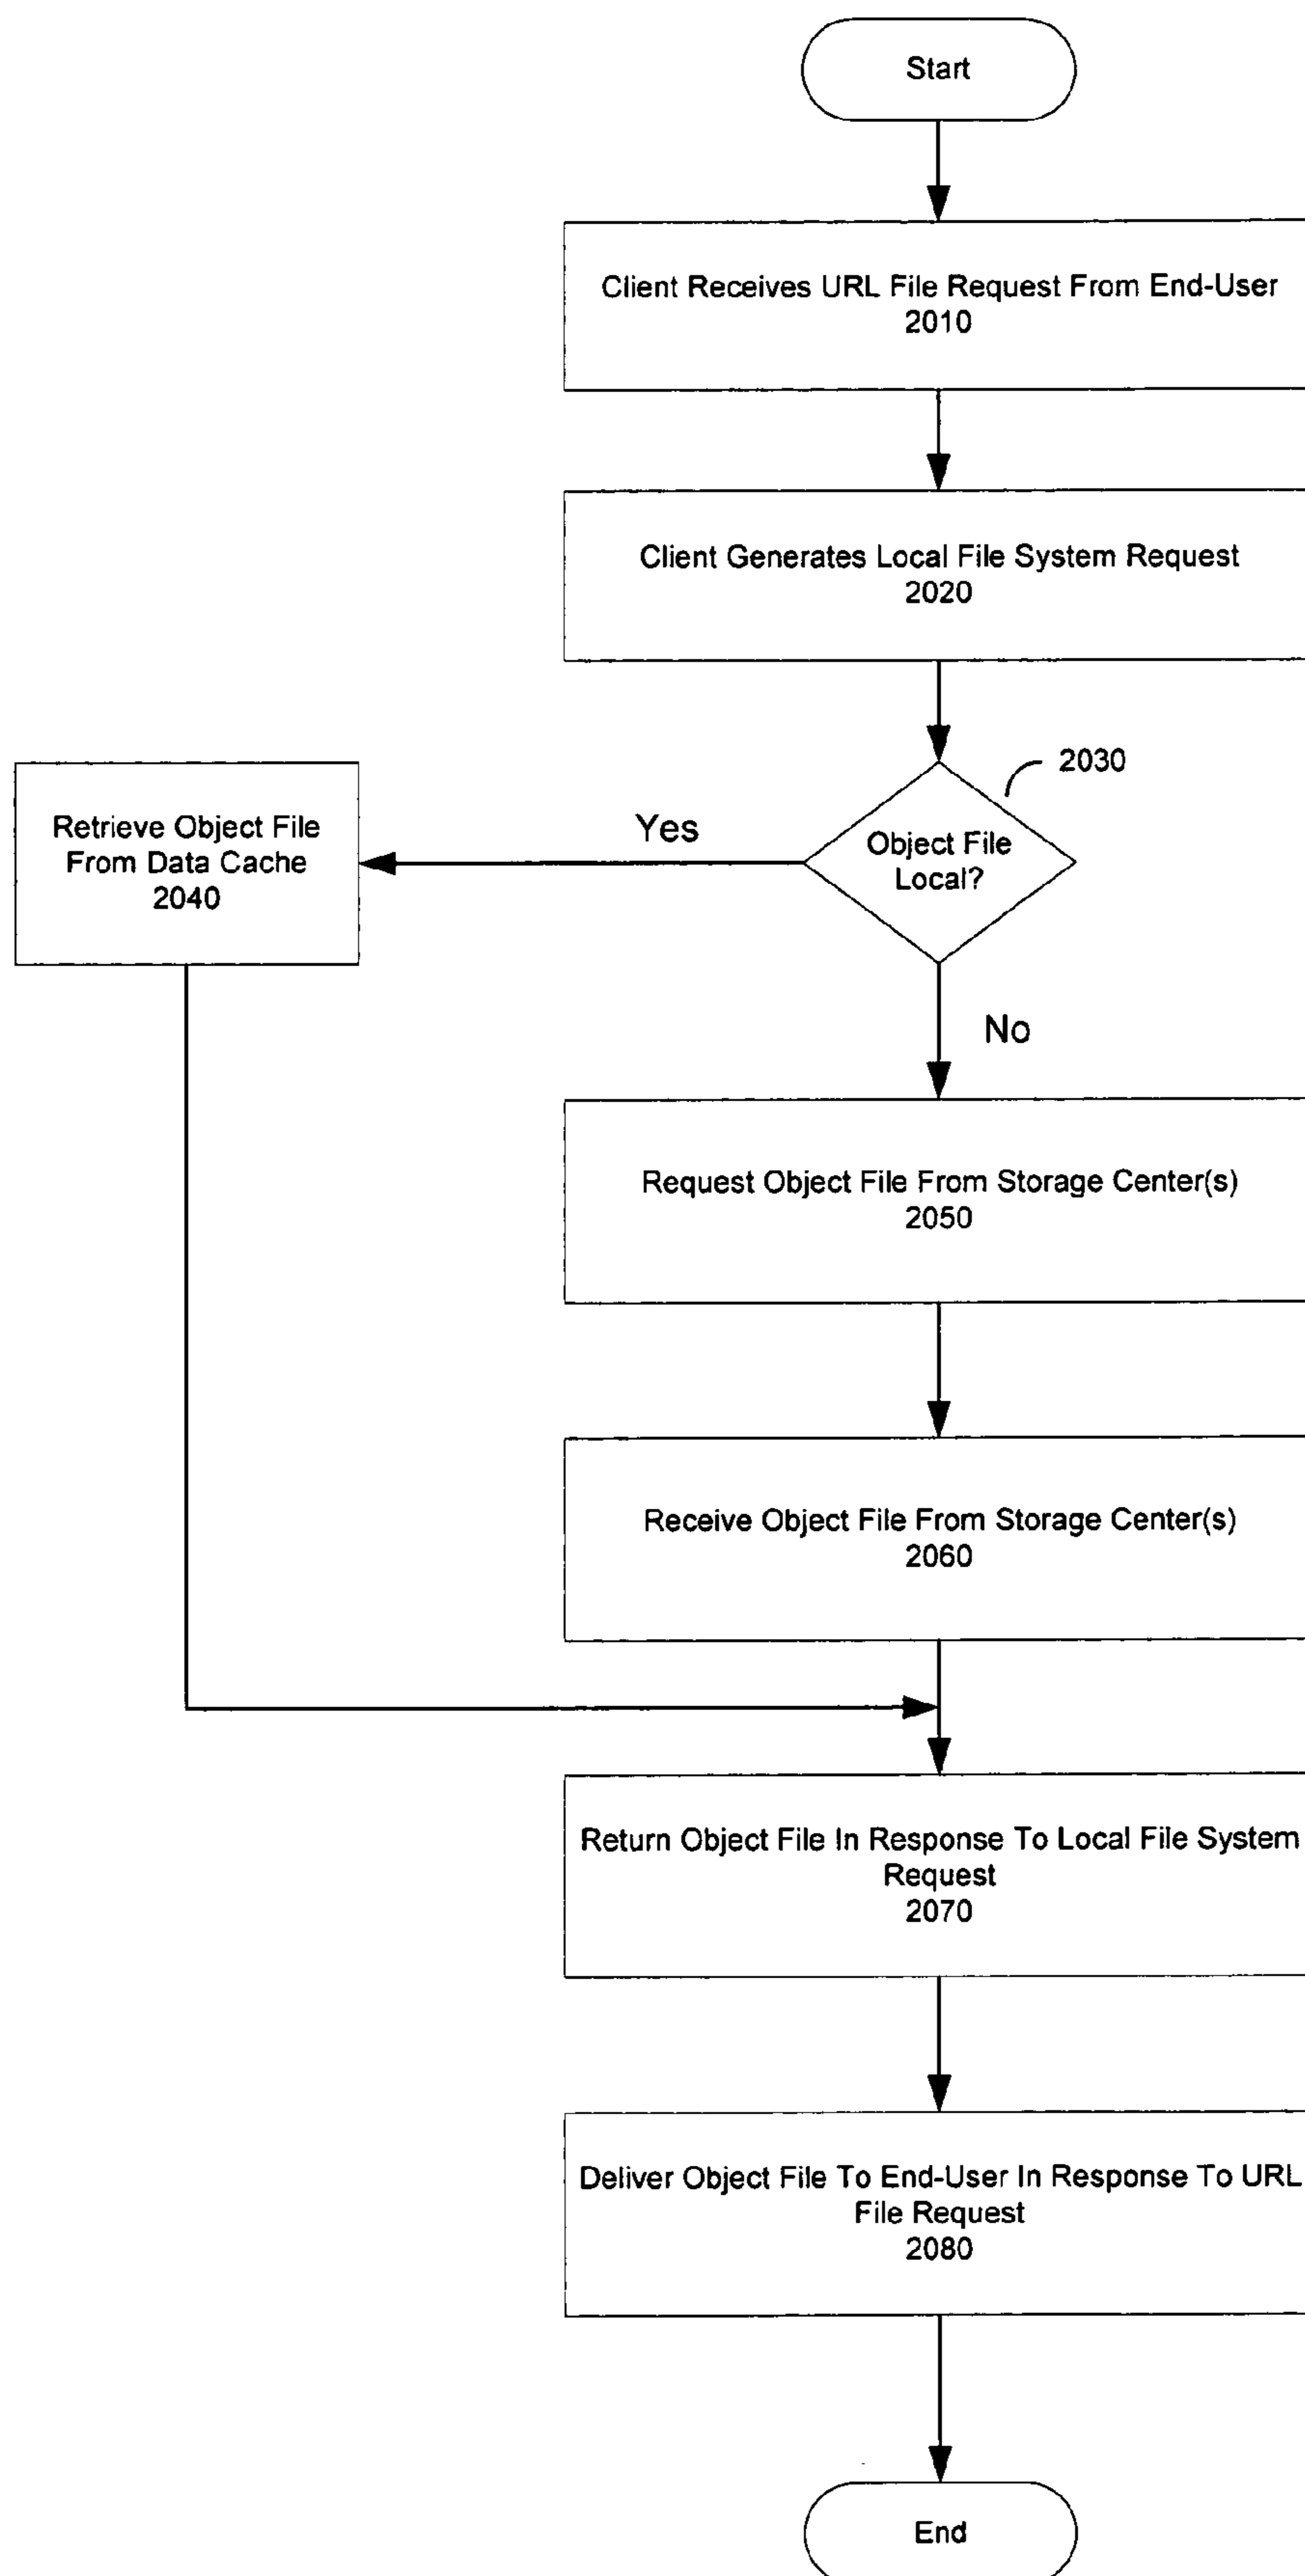 Start
Client Receives URL File Request From End-User
2010
Client Generates Local File System Request
2020
2030
Object File
Local?
Yes
Retrieve Object File
From Data Cache
2040
No
Request Object File From Storage Center(s)
2050
Receive Object File From Storage Center(s)
2060
Return Object File In Response To Local File System
Request
2070
Deliver Object File To End-User In Response To URL
File Request
2080
End